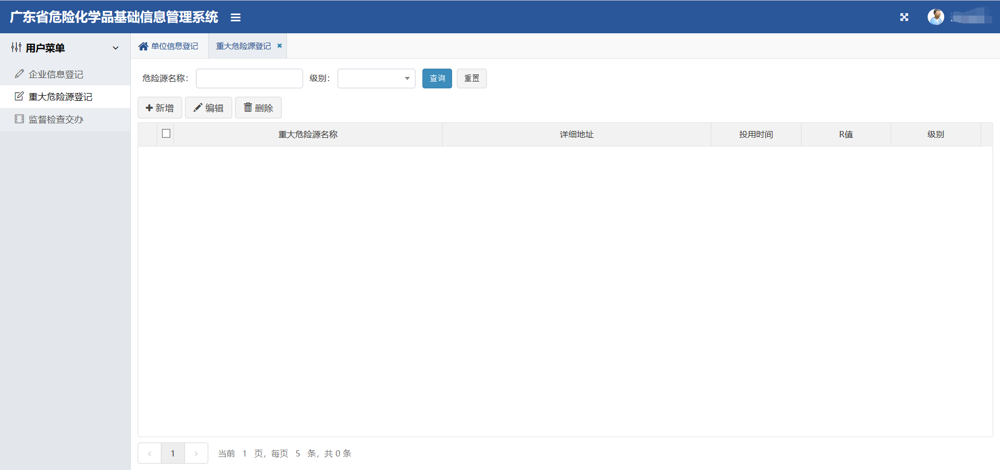 广东省危险化学品基础信息管理系统
用户菜单
企业信息登记
重大危险源登记
监督检查交办
单位信息登记
重大危险源登记
危险源名称：
级别：
查询
重置
新增
编辑
删除
重大危险源名称
详细地址
投用时间
R值
级别
1
当前 1 页，每页 5 条，共 0 条